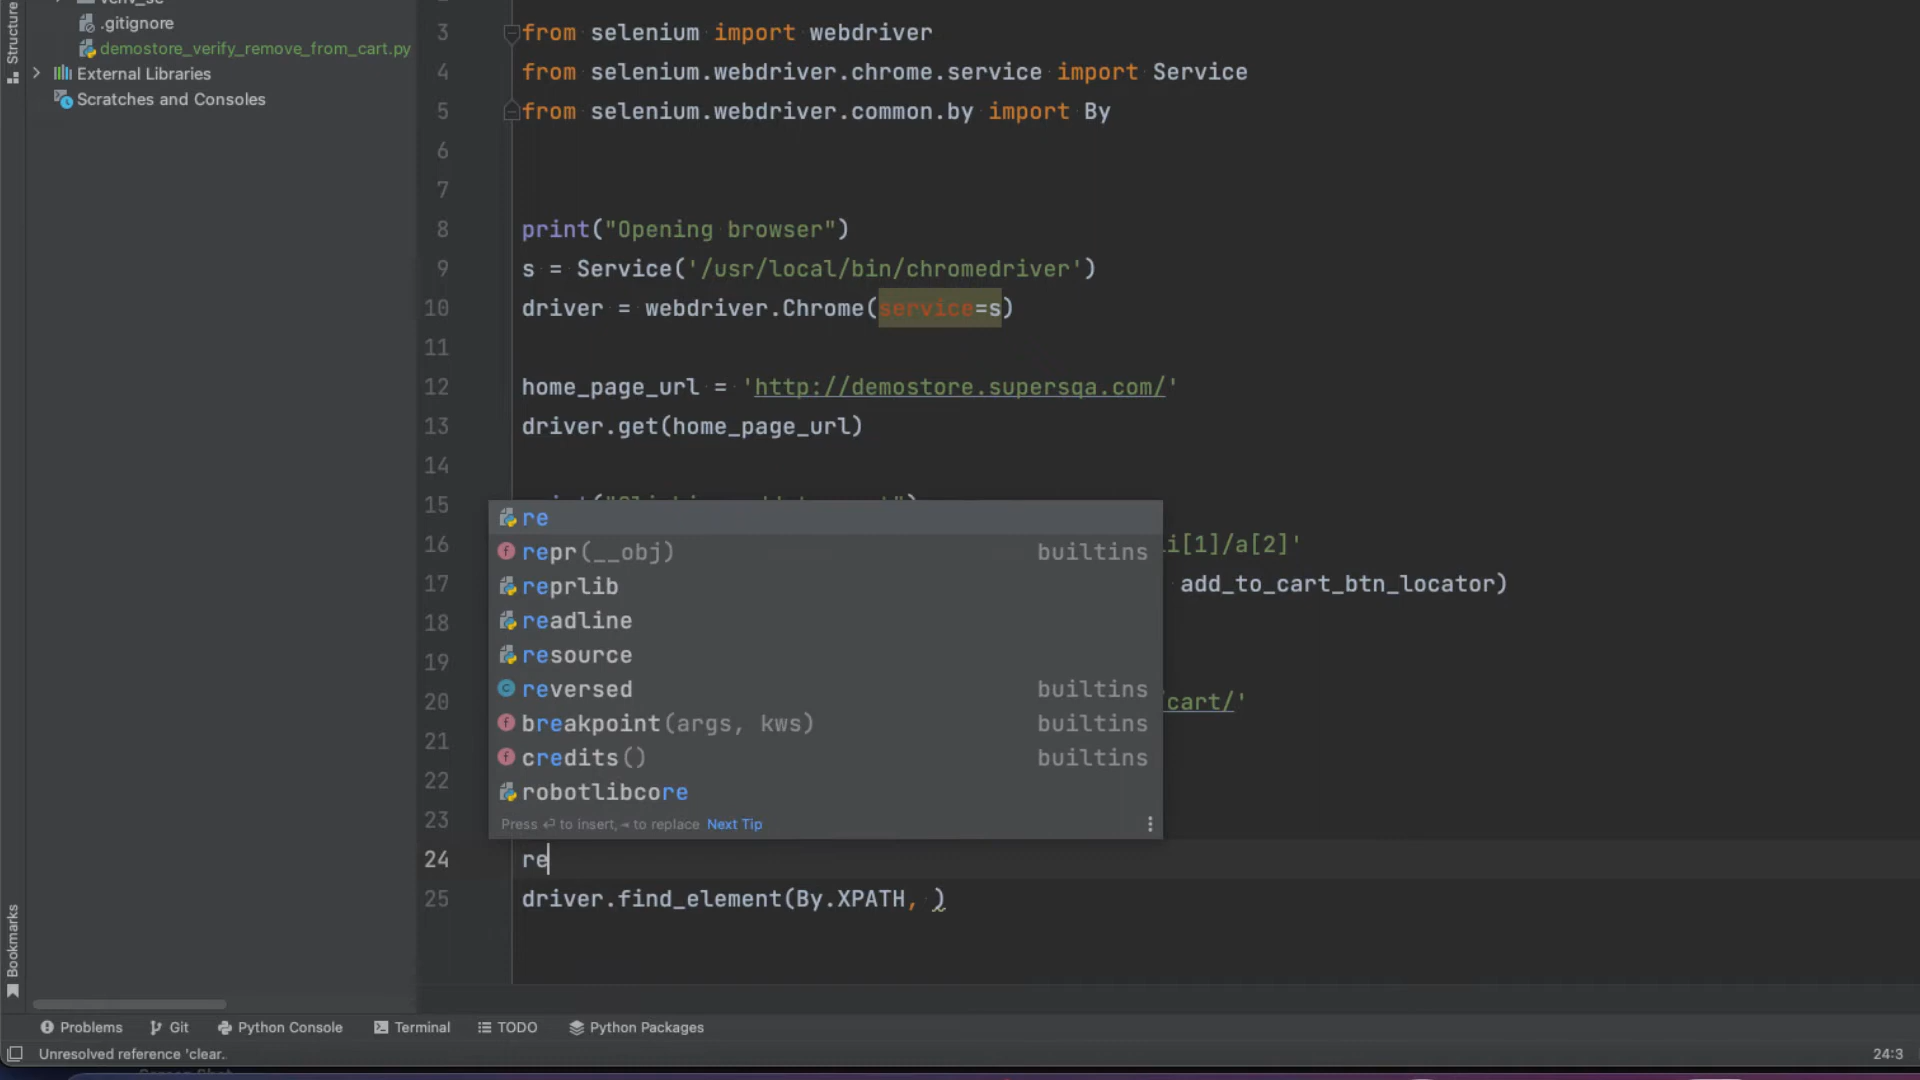 Structure
.gitignore
demostore_verify_remove_from_cart.py
External Libraries
Scratches and Consoles
3 from selenium import webdriver
4 from selenium.webdriver.chrome.service import Service
5 from selenium.webdriver.common.by import By
6
7
8 print("Opening browser")
9 s = Service('/usr/local/bin/chromedriver')
10 driver = webdriver.Chrome(service=s)
11
12 home_page_url = 'http://demostore.supersqa.com/'
13 driver.get(home_page_url)
14
15
re
16 i[1]/a[2]'
repr(__obj) builtins
17 add_to_cart_btn_locator)
reprlib
18 readline
19 resource
20 cart/'
reversed builtins
21 breakpoint(args, kws) builtins
22 credits() builtins
robotlibcore
23 Press ⏎ to insert, ⇥ to replace Next Tip
24 re
25 driver.find_element(By.XPATH, )
Bookmarks
Problems Git Python Console Terminal TODO Python Packages
Unresolved reference 'clear. 24:3